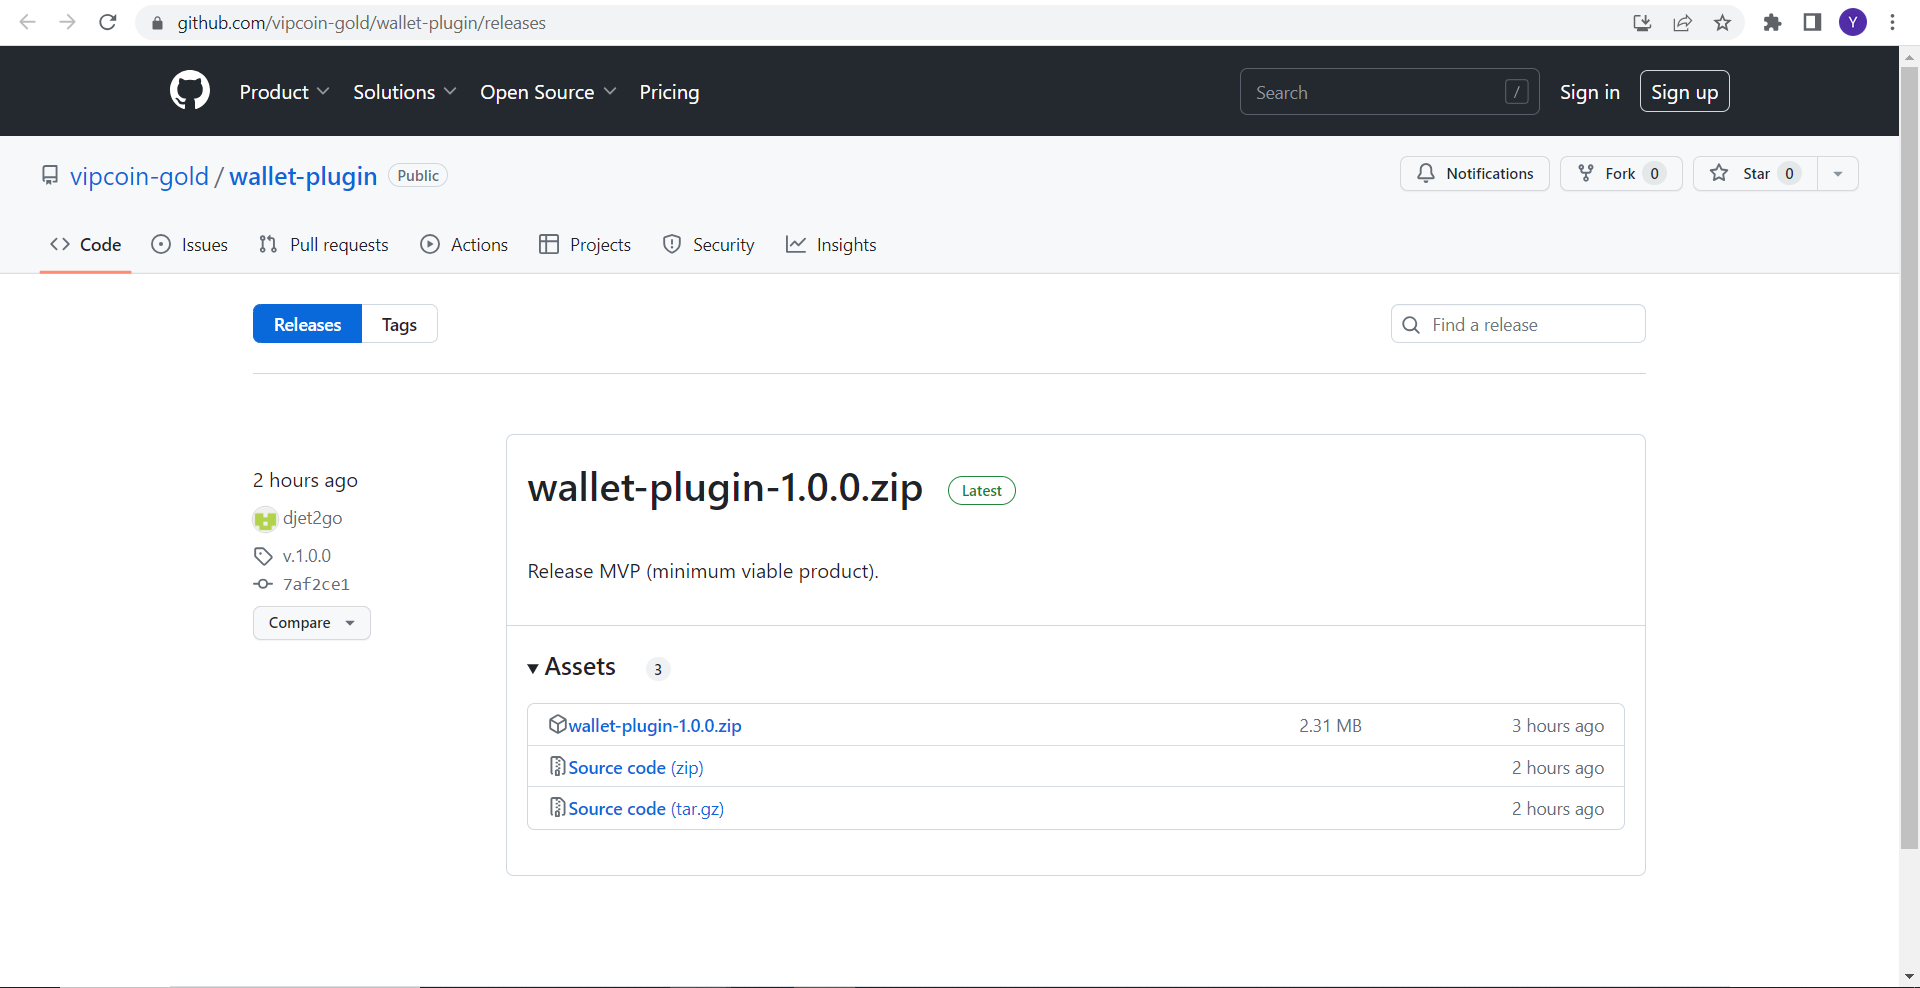 github.com/vipcoin-gold/wallet-plugin/releases
Y
Product Solutions Open Source Pricing
Search /
Sign in
Sign up
vipcoin-gold / wallet-plugin Public
Notifications
Fork 0
Star 0
Code Issues Pull requests Actions Projects Security Insights
Releases Tags
Find a release
2 hours ago
djet2go
v.1.0.0
7af2ce1
Compare
wallet-plugin-1.0.0.zip Latest
Release MVP (minimum viable product).
Assets 3
wallet-plugin-1.0.0.zip 2.31 MB 3 hours ago
Source code (zip) 2 hours ago
Source code (tar.gz) 2 hours ago